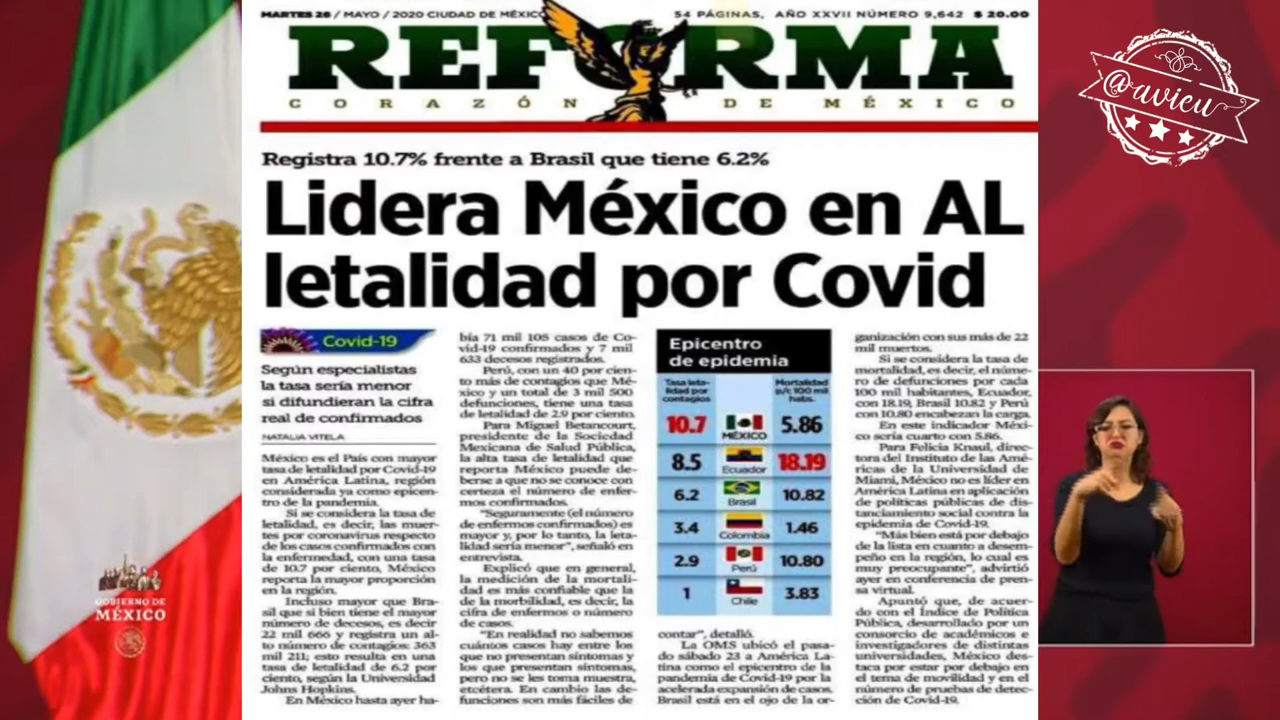 MARTES 26 / MAYO / 2020 CIUDAD DE MÉXICO
54 PÁGINAS, AÑO XXVII NÚMERO 9,642 $ 20.00
REFORMA
CORAZÓN DE MÉXICO
@avieu
Registra 10.7% frente a Brasil que tiene 6.2%
Lidera México en AL
letalidad por Covid
Covid-19
Según especialistas
la tasa sería menor
si difundieran la cifra
real de confirmados
NATALIA VITELA
México es el País con mayor
tasa de letalidad por Covid-19
en América Latina, región
considerada ya como epicen-
tro de la pandemia.
Si se considera la tasa de
letalidad, es decir, las muer-
tes por coronavirus respecto
de los casos confirmados con
la enfermedad, con una tasa
de 10.7 por ciento, México
reporta la mayor proporción
en la región.
Incluso mayor que Bra-
sil que si bien tiene el mayor
número de decesos, es decir
22 mil 666 y registra un al-
to número de contagios: 363
mil 211; esto resulta en una
tasa de letalidad de 6.2 por
ciento, según la Universidad
Johns Hopkins.
En México hasta ayer ha-
bía 71 mil 105 casos de Co-
vid-19 confirmados y 7 mil
633 decesos registrados.
Perú, con un 40 por cien-
to más de contagios que Mé-
xico y un total de 3 mil 500
defunciones, tiene una tasa
de letalidad de 2.9 por ciento.
Para Miguel Betancourt,
presidente de la Sociedad
Mexicana de Salud Pública,
la alta tasa de letalidad que
reporta México puede de-
berse a que no se conoce con
certeza el número de enfer-
mos confirmados.
"Seguramente (el número
de enfermos confirmados) es
mayor y, por lo tanto, la leta-
lidad sería menor", señaló en
entrevista.
Explicó que en general,
la medición de la mortali-
dad es más confiable que la
de la morbilidad, es decir, la
cifra de enfermos o número
de casos.
"En realidad no sabemos
cuántos casos hay entre los
que no presentan síntomas y
los que presentan síntomas,
pero no se les toma muestra,
etcétera. En cambio las de-
funciones son más fáciles de
Epicentro
de epidemia
Tasa leta-
lidad por
contagios
Mortalidad
p/c 100 mil
habs.
10.7 MÉXICO 5.86
8.5 Ecuador 18.19
6.2 Brasil 10.82
3.4 Colombia 1.46
2.9 Perú 10.80
1 Chile 3.83
contar", detalló.
La OMS ubicó el pasa-
do sábado 23 a América La-
tina como el epicentro de la
pandemia de Covid-19 por la
acelerada expansión de casos.
Brasil está en el ojo de la or-
ganización con sus más de 22
mil muertos.
Si se considera la tasa de
mortalidad, es decir, el núme-
ro de defunciones por cada
100 mil habitantes, Ecuador,
con 18.19, Brasil 10.82 y Perú
con 10.80 encabezan la carga.
En este indicador Méxi-
co sería cuarto con 5.86.
Para Felicia Knaul, direc-
tora del Instituto de las Amé-
ricas de la Universidad de
Miami, México no es líder en
América Latina en aplicación
de políticas públicas de dis-
tanciamiento social contra la
epidemia de Covid-19.
"Más bien está por debajo
de la lista en cuanto a desem-
peño en la región, lo cual es
muy preocupante", advirtió
ayer en conferencia de pren-
sa virtual.
Apuntó que, de acuer-
do con el Índice de Política
Pública, desarrollado por un
consorcio de académicos e
investigadores de distintas
universidades, México des-
taca por estar por debajo en
el tema de movilidad y en el
número de pruebas de detec-
ción de Covid-19.
GOBIERNO DE
MÉXICO